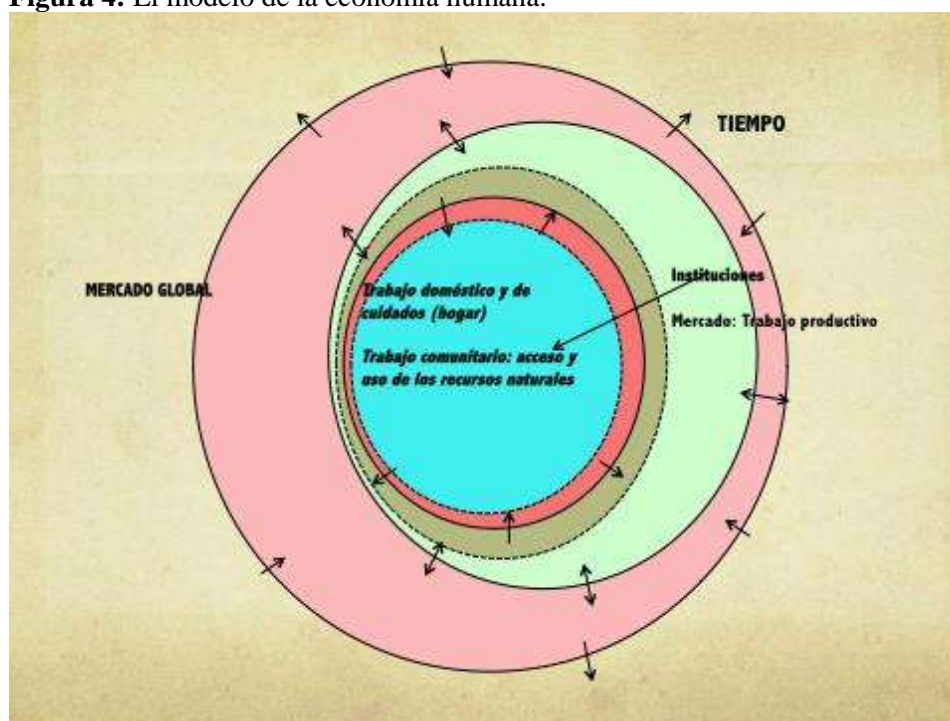 Figura 4: El modelo de la economía humana.
TIEMPO
Instituciones
MERCADO GLOBAL
Trabajo doméstico y de
cuidados (hogar)
Mercado: Trabajo productivo
Trabajo comunitario: acceso y
uso de los recursos naturales